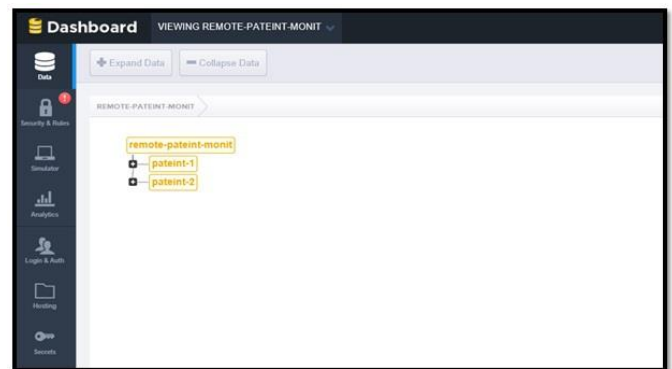 Dashboard VIEWING REMOTE-PATEINT-MONIT
Data
Expand Data
Collapse Data
Security & Rules
REMOTE-PATEINT-MONIT
remote-pateint-monit
pateint-1
pateint-2
Simulator
Analytics
Login & Auth
Hosting
Secrets